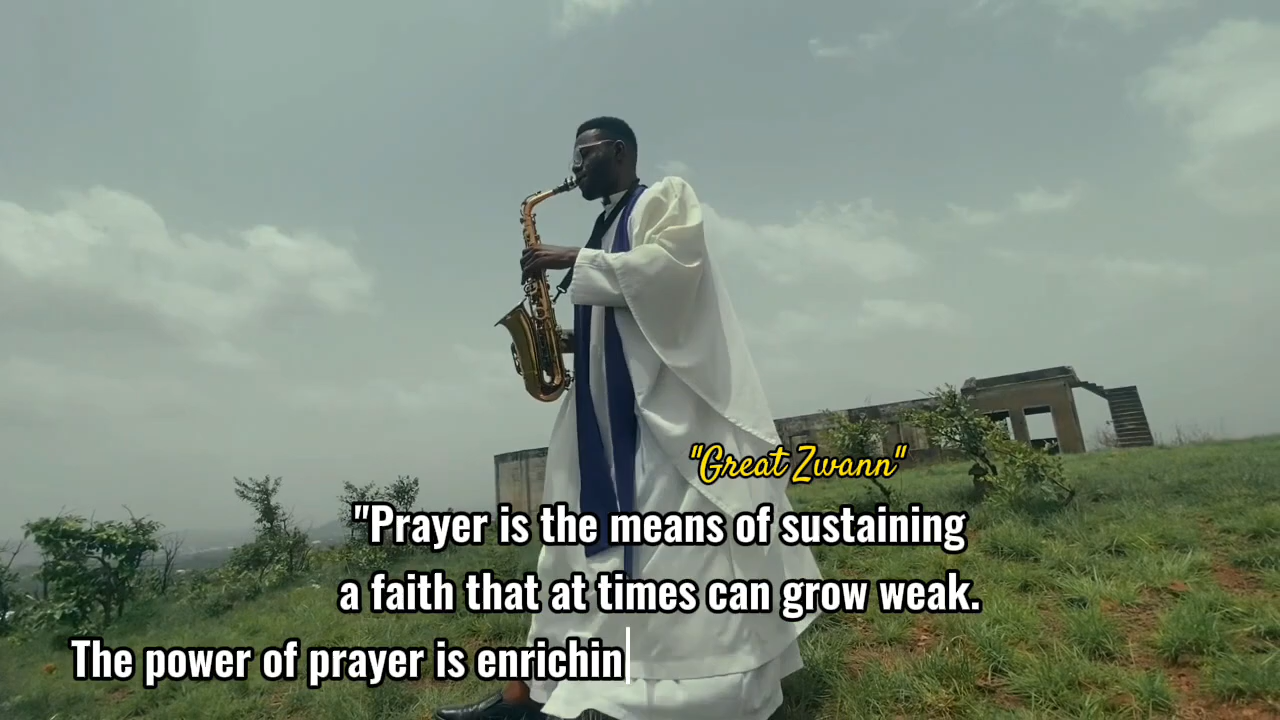 "Great Zwann"
"Prayer is the means of sustaining
a faith that at times can grow weak.
The power of prayer is enrichin